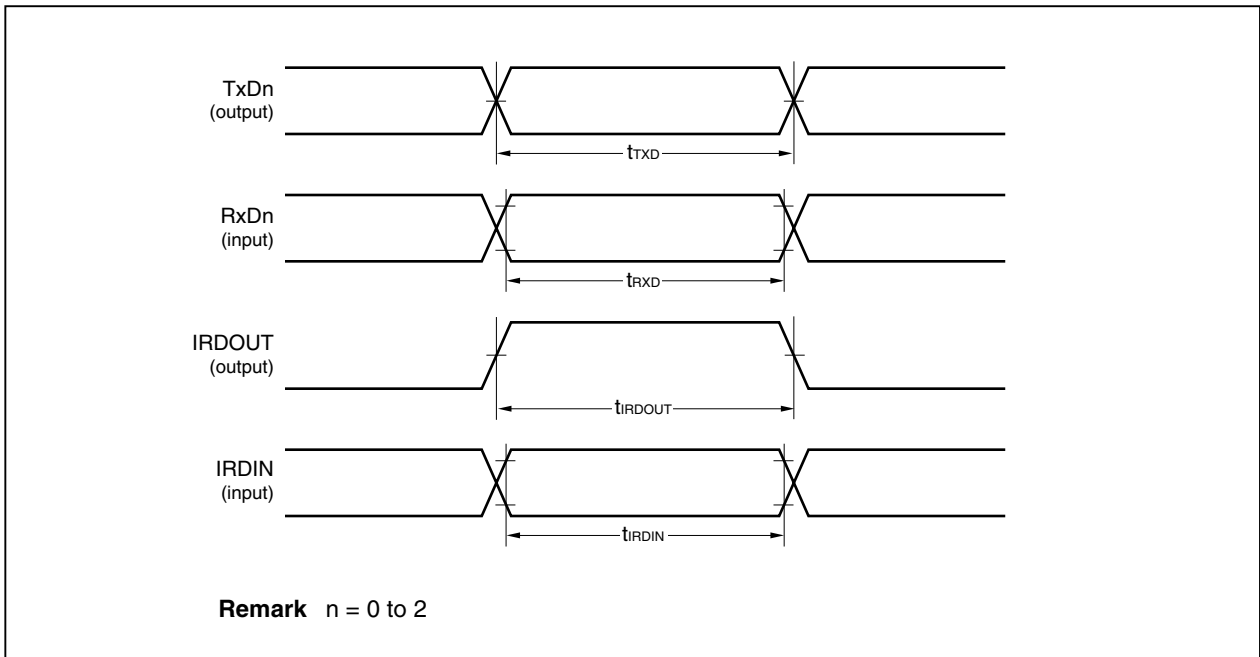 TxDn
(output)
tTXD
RxDn
(input)
tRXD
IRDOUT
(output)
tIRDOUT
IRDIN
(input)
tIRDIN
Remark n = 0 to 2